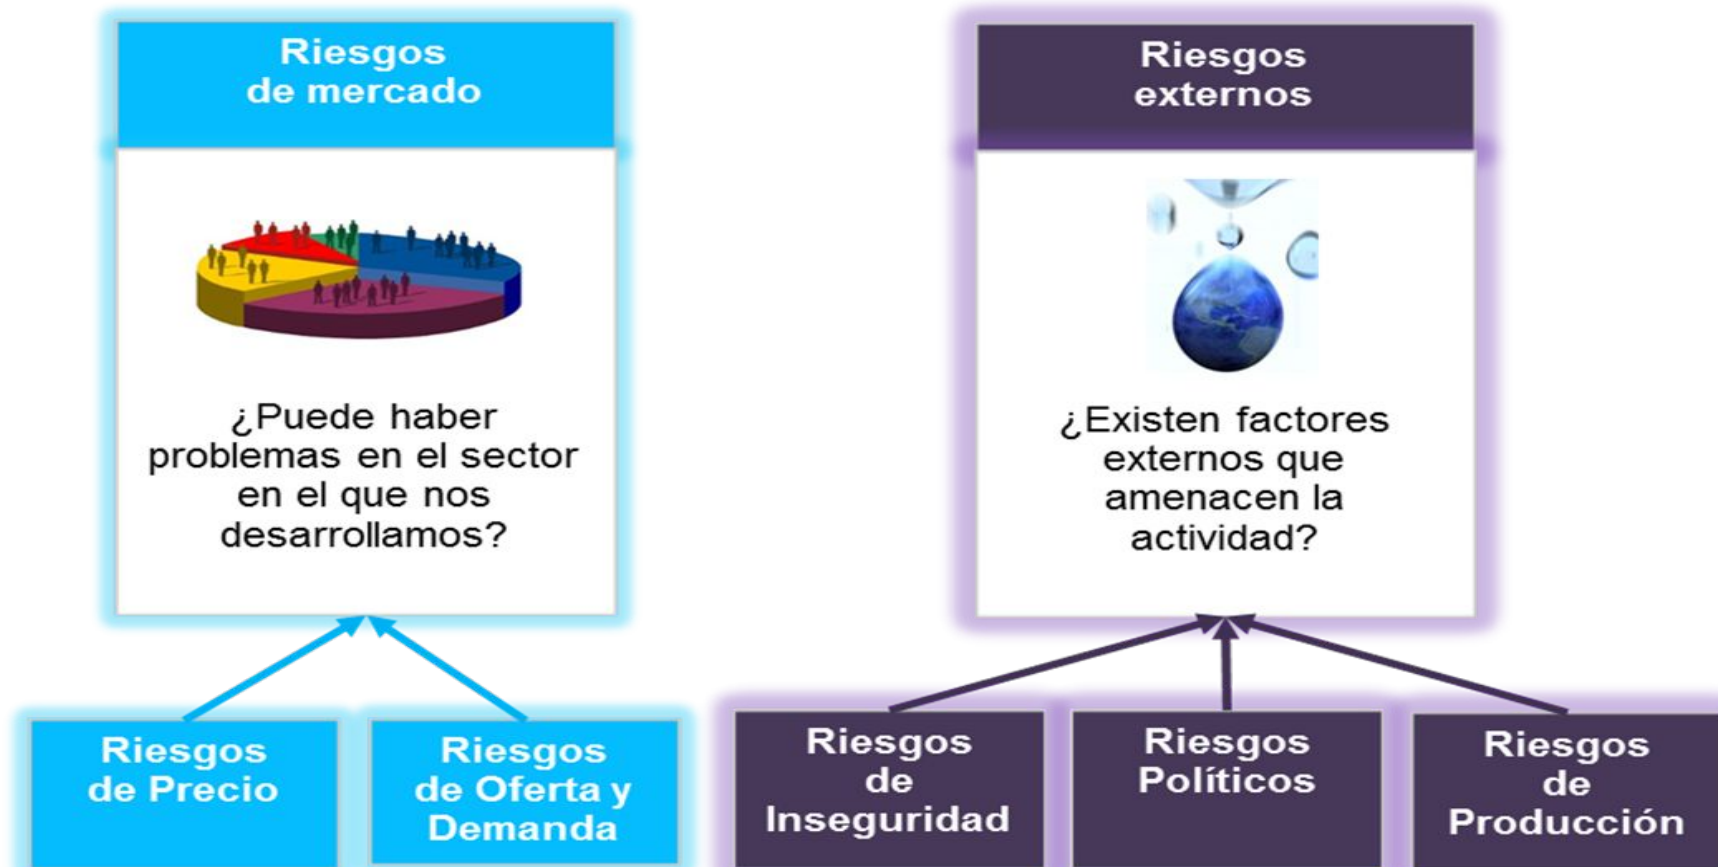 Riesgos
de mercado
¿Puede haber
problemas en el sector
en el que nos
desarrollamos?
Riesgos
de Precio
Riesgos
de Oferta y
Demanda
Riesgos
externos
¿Existen factores
externos que
amenacen la
actividad?
Riesgos
de
Inseguridad
Riesgos
Políticos
Riesgos
de
Producción